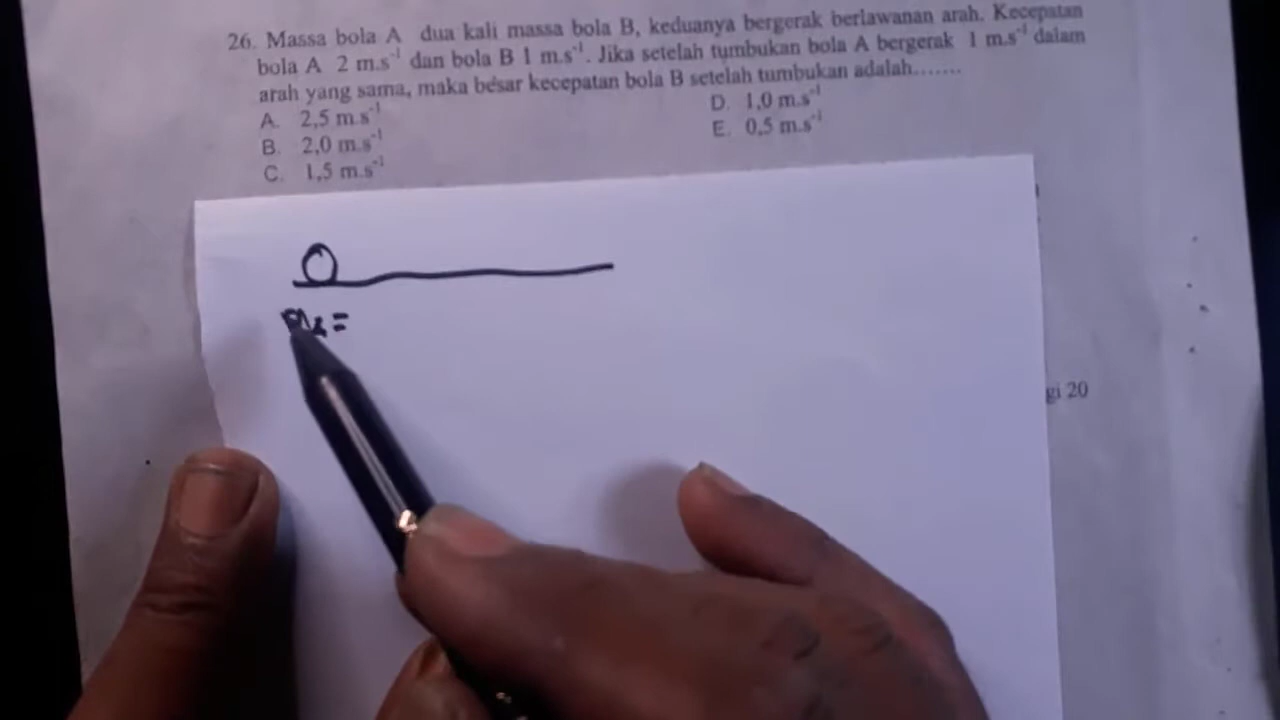 26. Massa bola A dua kali massa bola B, keduanya bergerak berlawanan arah. Kecepatan
bola A 2 m.s⁻¹ dan bola B 1 m.s⁻¹. Jika setelah tumbukan bola A bergerak 1 m.s⁻¹ dalam
arah yang sama, maka besar kecepatan bola B setelah tumbukan adalah.......
A. 2,5 m.s⁻¹
B. 2,0 m.s⁻¹
C. 1,5 m.s⁻¹
D. 1,0 m.s⁻¹
E. 0,5 m.s⁻¹
gi 20